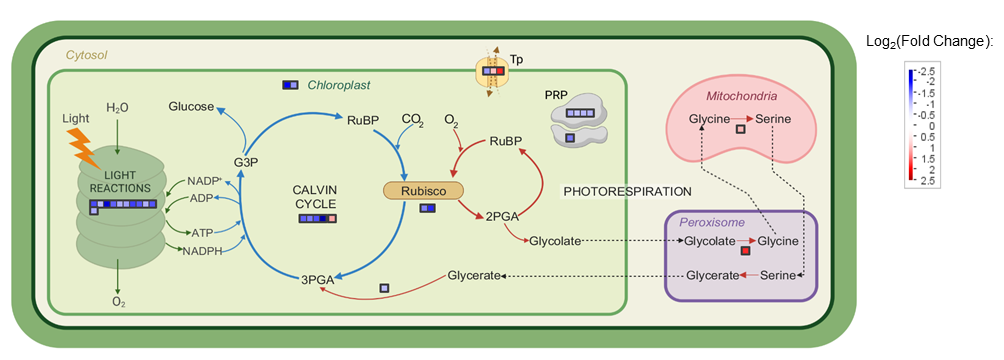 Log₂(Fold Change):
Cytosol
Tp
Chloroplast
PRP
Mitochondria
Glucose
H₂O
Light
RuBP
CO₂
O₂
RuBP
Glycine
Serine
G3P
LIGHT
REACTIONS
NADP⁺
ADP
CALVIN
CYCLE
Rubisco
PHOTORESPIRATION
2PGA
Peroxisome
ATP
NADPH
Glycolate
Glycolate
Glycine
3PGA
Glycerate
Glycerate
Serine
O₂
-2.5
-2
-1.5
-1
-0.5
0
0.5
1
1.5
2
2.5